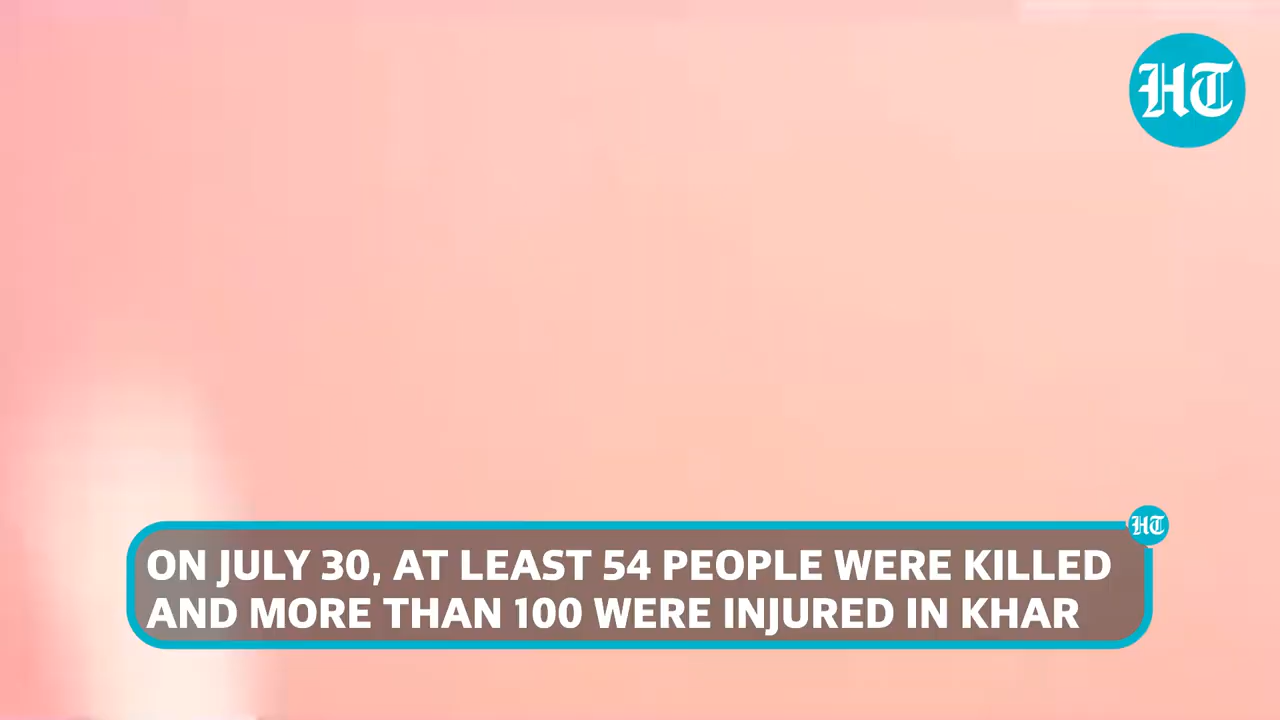 HT
HT
ON JULY 30, AT LEAST 54 PEOPLE WERE KILLED
AND MORE THAN 100 WERE INJURED IN KHAR